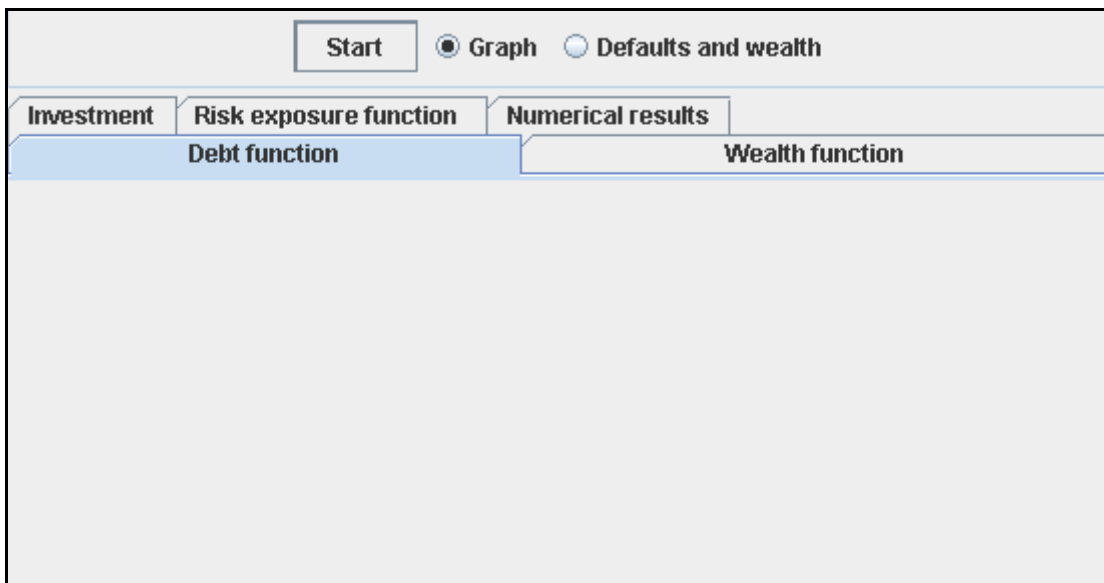 Start Graph Defaults and wealth
Investment Risk exposure function Numerical results
Debt function Wealth function